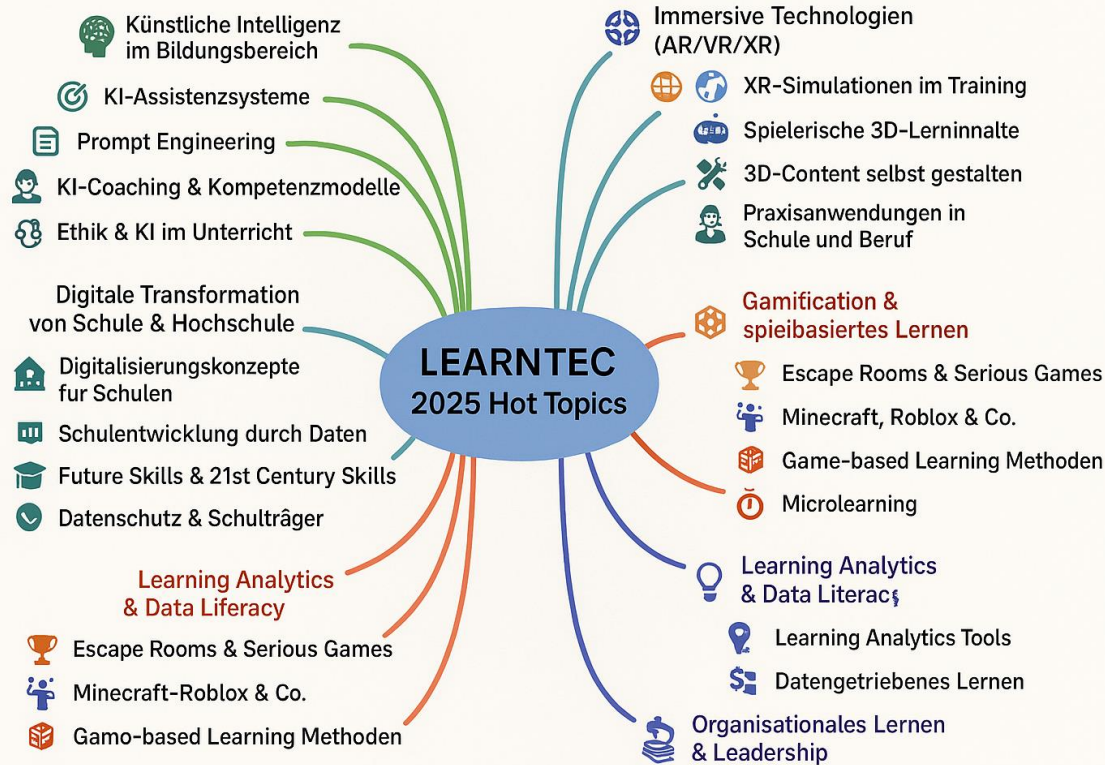 Künstliche Intelligenz
im Bildungsbereich
KI-Assistenzsysteme
Prompt Engineering
KI-Coaching & Kompetenzmodelle
Ethik & KI im Unterricht
Digitale Transformation
von Schule & Hochschule
Digitalisierungskonzepte
fur Schulen
Schulentwicklung durch Daten
Future Skills & 21st Century Skills
Datenschutz & Schulträger
Learning Analytics
& Data Liferacy
Escape Rooms & Serious Games
Minecraft-Roblox & Co.
Gamo-based Learning Methoden
LEARNTEC
2025 Hot Topics
Immersive Technologien
(AR/VR/XR)
XR-Simulationen im Training
Spielerische 3D-Lerninnalte
3D-Content selbst gestalten
Praxisanwendungen in
Schule und Beruf
Gamification &
spieibasiertes Lernen
Escape Rooms & Serious Games
Minecraft, Roblox & Co.
Game-based Learning Methoden
Microlearning
Learning Analytics
& Data
Learning Analytics Tools
Datengetriebenes Lernen
Organisationales Lernen
& Leadership